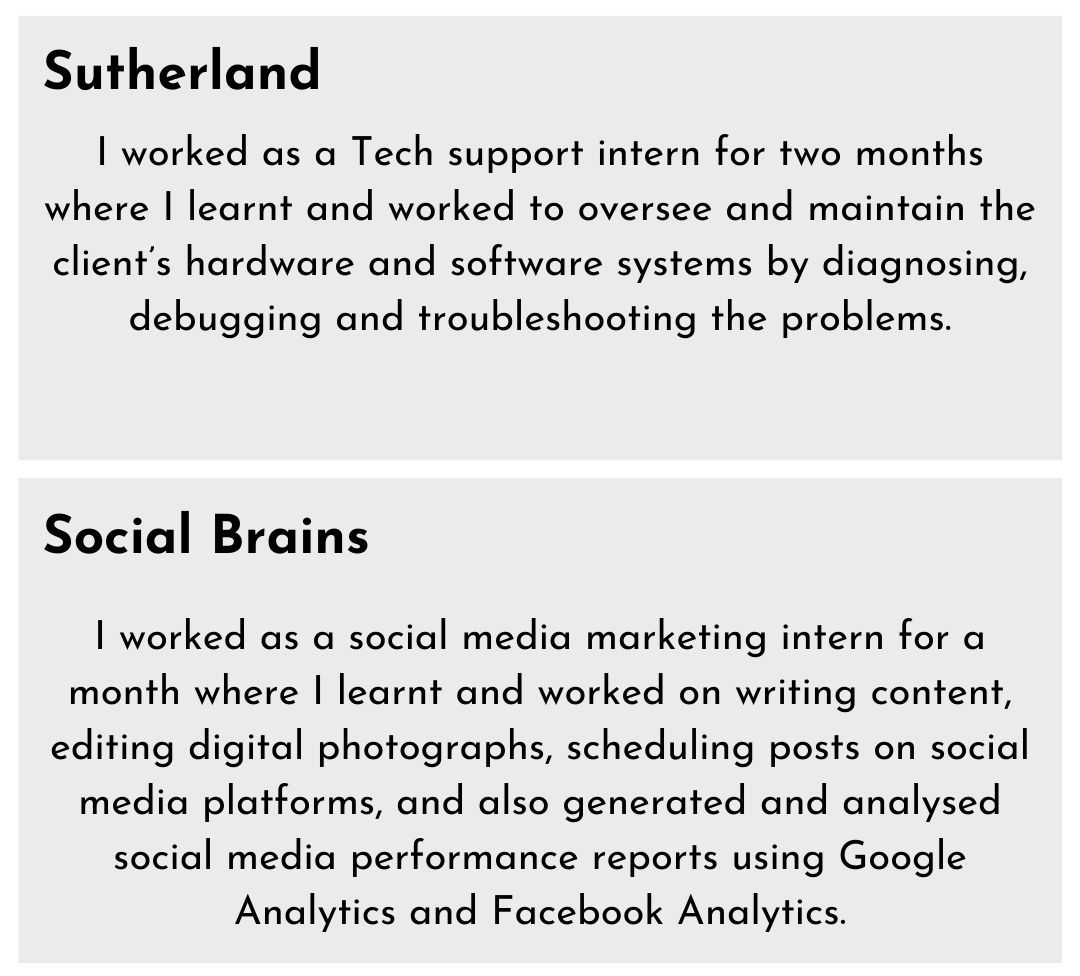 Sutherland
I worked as a Tech support intern for two months
where I learnt and worked to oversee and maintain the
client’s hardware and software systems by diagnosing,
debugging and troubleshooting the problems.
Social Brains
I worked as a social media marketing intern for a
month where I learnt and worked on writing content,
editing digital photographs, scheduling posts on social
media platforms, and also generated and analysed
social media performance reports using Google
Analytics and Facebook Analytics.